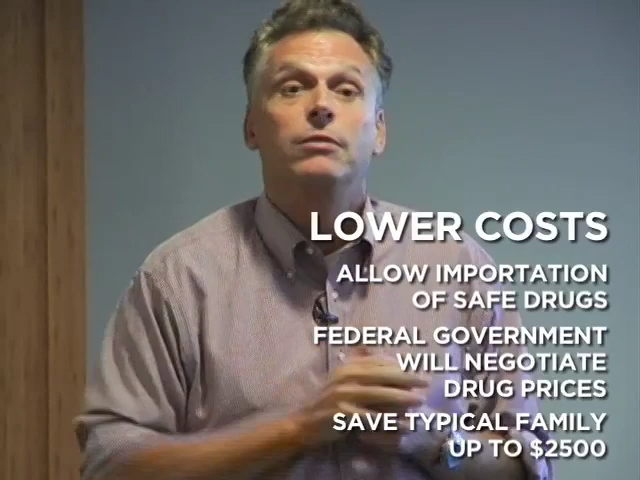 LOWER COSTS
ALLOW IMPORTATION
OF SAFE DRUGS
FEDERAL GOVERNMENT
WILL NEGOTIATE
DRUG PRICES
SAVE TYPICAL FAMILY
UP TO $2500